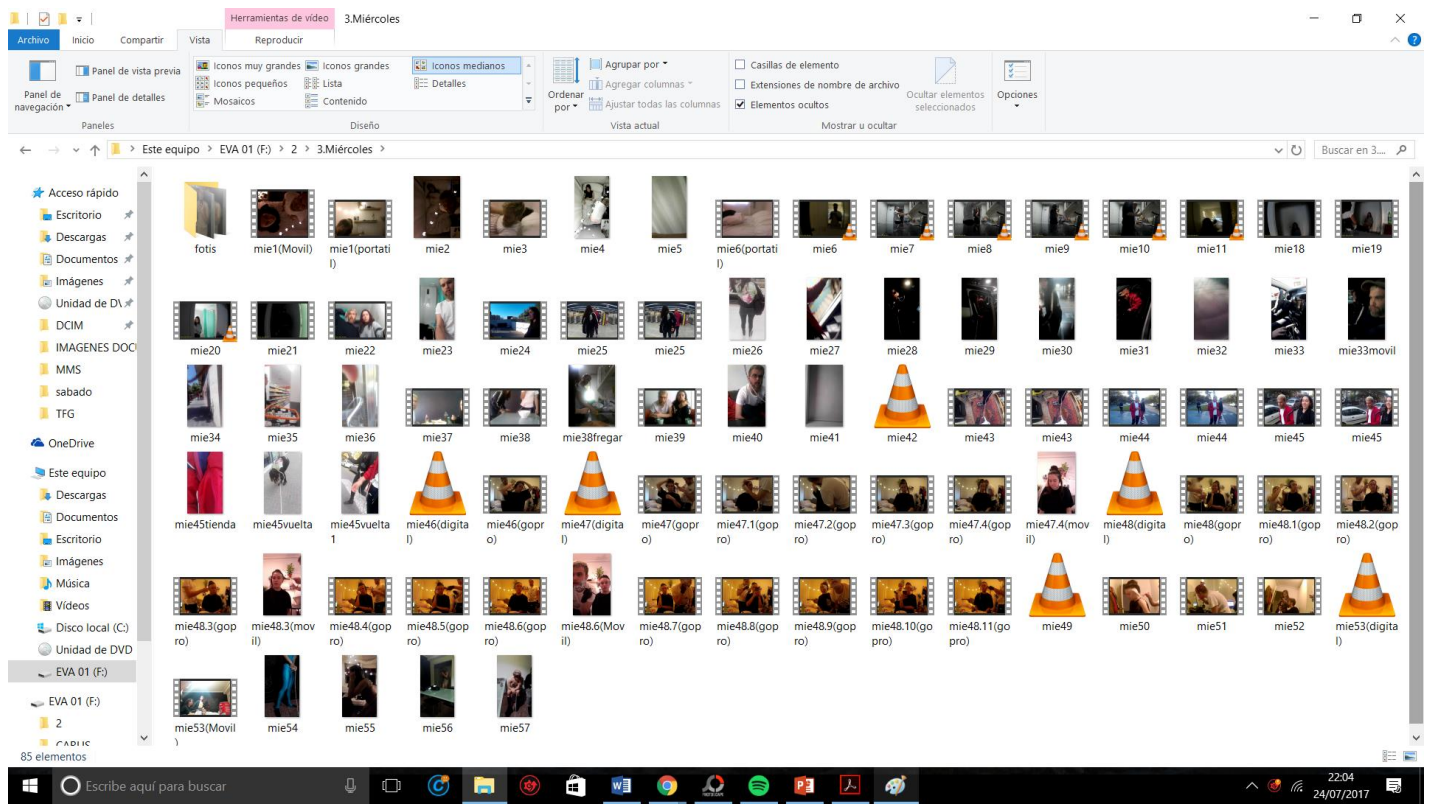 Herramientas de vídeo 3.Miércoles
Archivo Inicio Compartir Vista Reproducir
Panel de navegación
Panel de vista previa
Panel de detalles
Paneles
Iconos muy grandes Iconos grandes Iconos medianos
Iconos pequeños Lista Detalles
Mosaicos Contenido
Diseño
Ordenar por
Agrupar por
Agregar columnas
Ajustar todas las columnas
Vista actual
Casillas de elemento
Extensiones de nombre de archivo
Elementos ocultos
Ocultar elementos seleccionados
Mostrar u ocultar
Opciones
Este equipo > EVA 01 (F:) > 2 > 3.Miércoles >
Buscar en 3....
Acceso rápido
Escritorio
Descargas
Documentos
Imágenes
Unidad de D\
DCIM
IMAGENES DOCU
MMS
sabado
TFG
OneDrive
Este equipo
Descargas
Documentos
Escritorio
Imágenes
Música
Vídeos
Disco local (C:)
Unidad de DVD
EVA 01 (F:)
EVA 01 (F:)
2
fotis mie1(Movil) mie1(portatil) mie2 mie3 mie4 mie5 mie6(portatil) mie6 mie7 mie8 mie9 mie10 mie11 mie18 mie19
mie20 mie21 mie22 mie23 mie24 mie25 mie25 mie26 mie27 mie28 mie29 mie30 mie31 mie32 mie33 mie33movil
mie34 mie35 mie36 mie37 mie38 mie38fregar mie39 mie40 mie41 mie42 mie43 mie43 mie44 mie44 mie45 mie45
mie45tienda mie45vuelta mie45vuelta1 mie46(digital) mie46(gopro) mie47(digital) mie47(gopro) mie47.1(gopro) mie47.2(gopro) mie47.3(gopro) mie47.4(gopro) mie47.4(movil) mie48(digital) mie48(gopro) mie48.1(gopro) mie48.2(gopro)
mie48.3(gopro) mie48.3(movil) mie48.4(gopro) mie48.5(gopro) mie48.6(gopro) mie48.6(Movil) mie48.7(gopro) mie48.8(gopro) mie48.9(gopro) mie48.10(gopro) mie48.11(gopro) mie49 mie50 mie51 mie52 mie53(digital)
mie53(Movil) mie54 mie55 mie56 mie57
85 elementos
Escribe aquí para buscar
22:04
24/07/2017